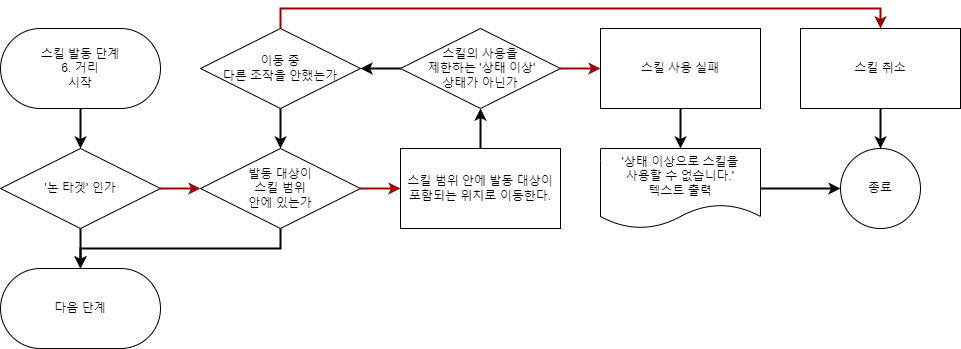 스킬 발동 단계
6. 거리
시작
이동 중
다른 조작을 안했는가
스킬의 사용을
제한하는 '상태 이상'
상태가 아닌가
스킬 사용 실패
스킬 취소
'논 타겟' 인가
발동 대상이
스킬 범위
안에 있는가
스킬 범위 안에 발동 대상이
포함되는 위치로 이동한다.
'상태 이상으로 스킬을
사용할 수 없습니다.'
텍스트 출력
종료
다음 단계